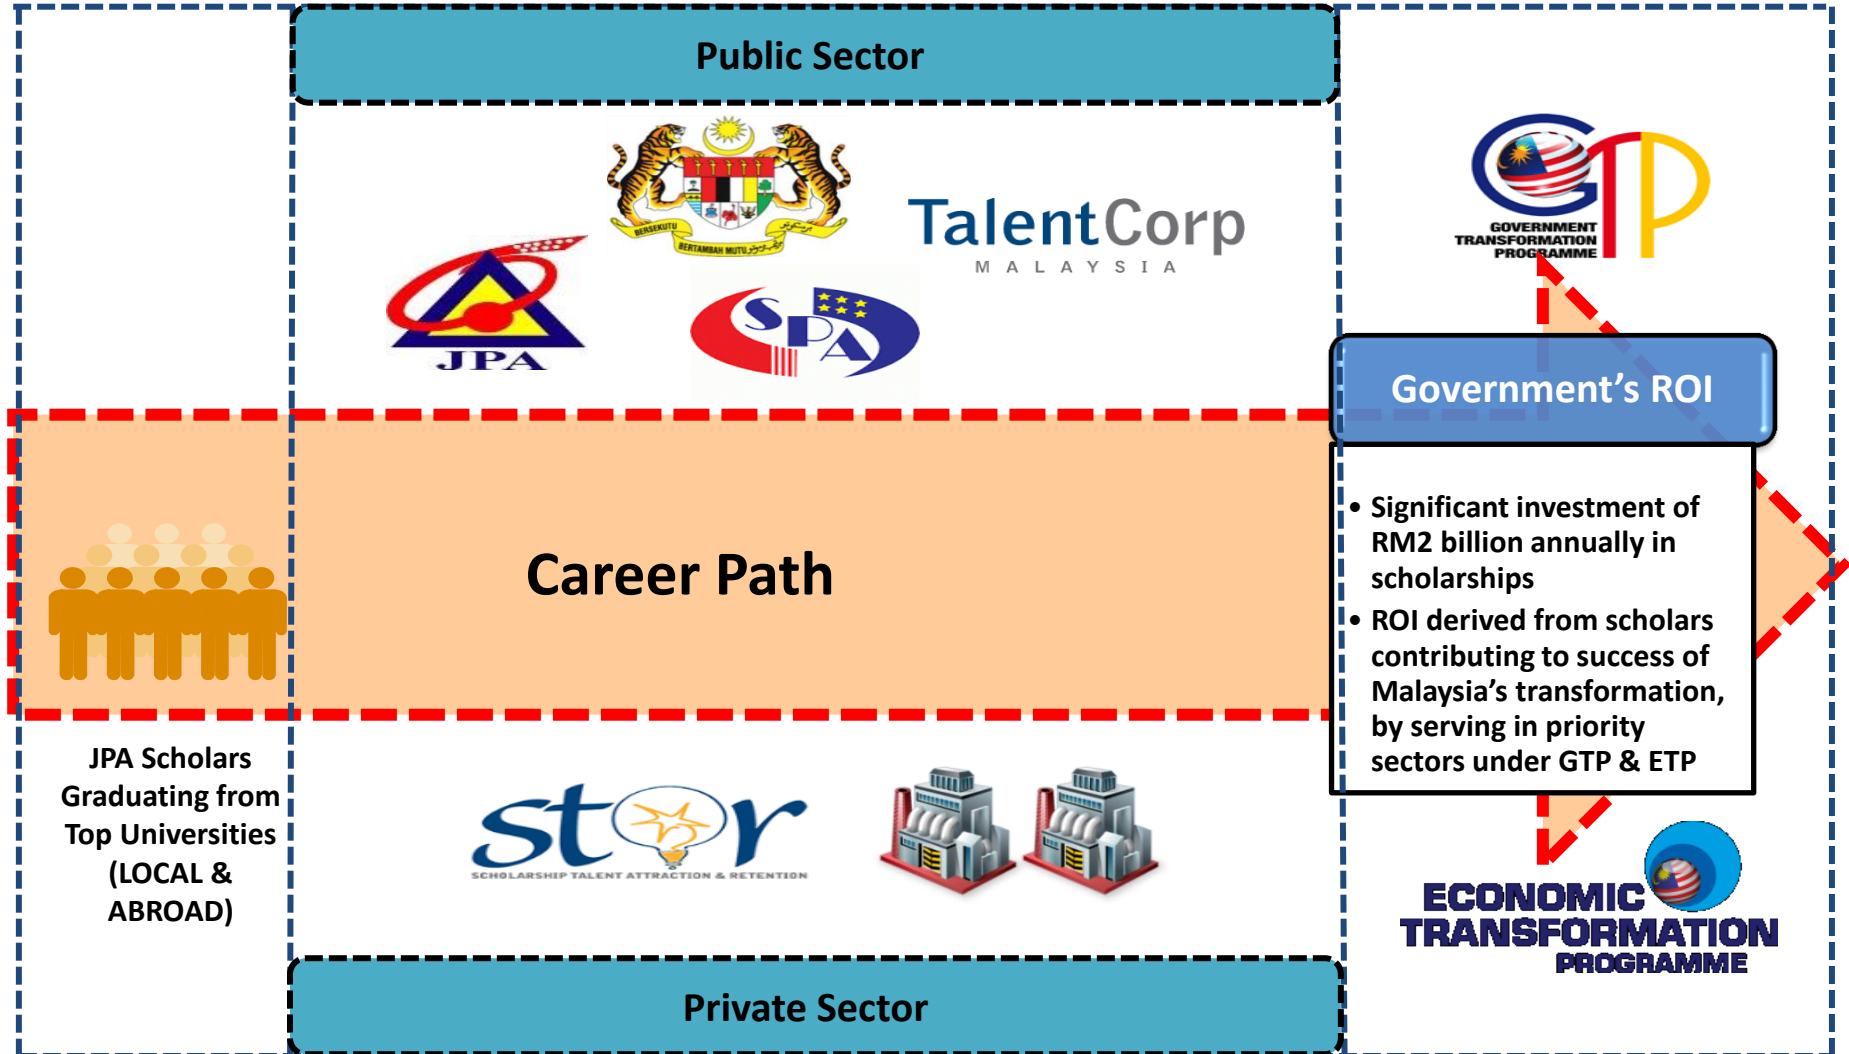 Public Sector
BERSEKUTU
BERTAMBAH MUTU
JPA
SPA
TalentCorp
MALAYSIA
GTP
GOVERNMENT
TRANSFORMATION
PROGRAMME
Government’s ROI
• Significant investment of
RM2 billion annually in
scholarships
• ROI derived from scholars
contributing to success of
Malaysia’s transformation,
by serving in priority
sectors under GTP & ETP
Career Path
JPA Scholars
Graduating from
Top Universities
(LOCAL &
ABROAD)
star
SCHOLARSHIP TALENT ATTRACTION & RETENTION
ECONOMIC
TRANSFORMATION
PROGRAMME
Private Sector